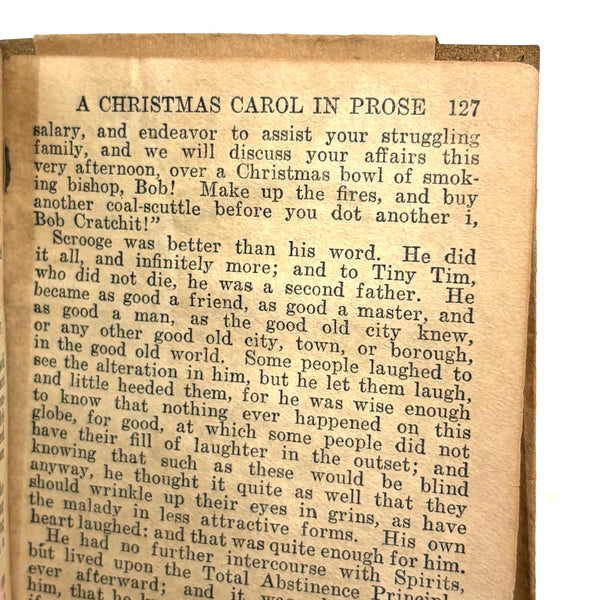 A CHRISTMAS CAROL IN PROSE 127
salary, and endeavor to assist your struggling
family, and we will discuss your affairs this
very afternoon, over a Christmas bowl of smok-
ing bishop, Bob! Make up the fires, and buy
another coal-scuttle before you dot another i,
Bob Cratchit!”
Scrooge was better than his word. He did
it all, and infinitely more; and to Tiny Tim,
who did not die, he was a second father. He
became as good a friend, as good a master, and
as good a man, as the good old city knew,
or any other good old city, town, or borough,
in the good old world. Some people laughed to
see the alteration in him, but he let them laugh,
and little heeded them, for he was wise enough
to know that nothing ever happened on this
globe, for good, at which some people did not
have their fill of laughter in the outset; and
knowing that such as these would be blind
anyway, he thought it quite as well that they
should wrinkle up their eyes in grins, as have
the malady in less attractive forms. His own
heart laughed: and that was quite enough for him.
He had no further intercourse with Spirits,
but lived upon the Total Abstinence
ever afterward; and it
him, that he